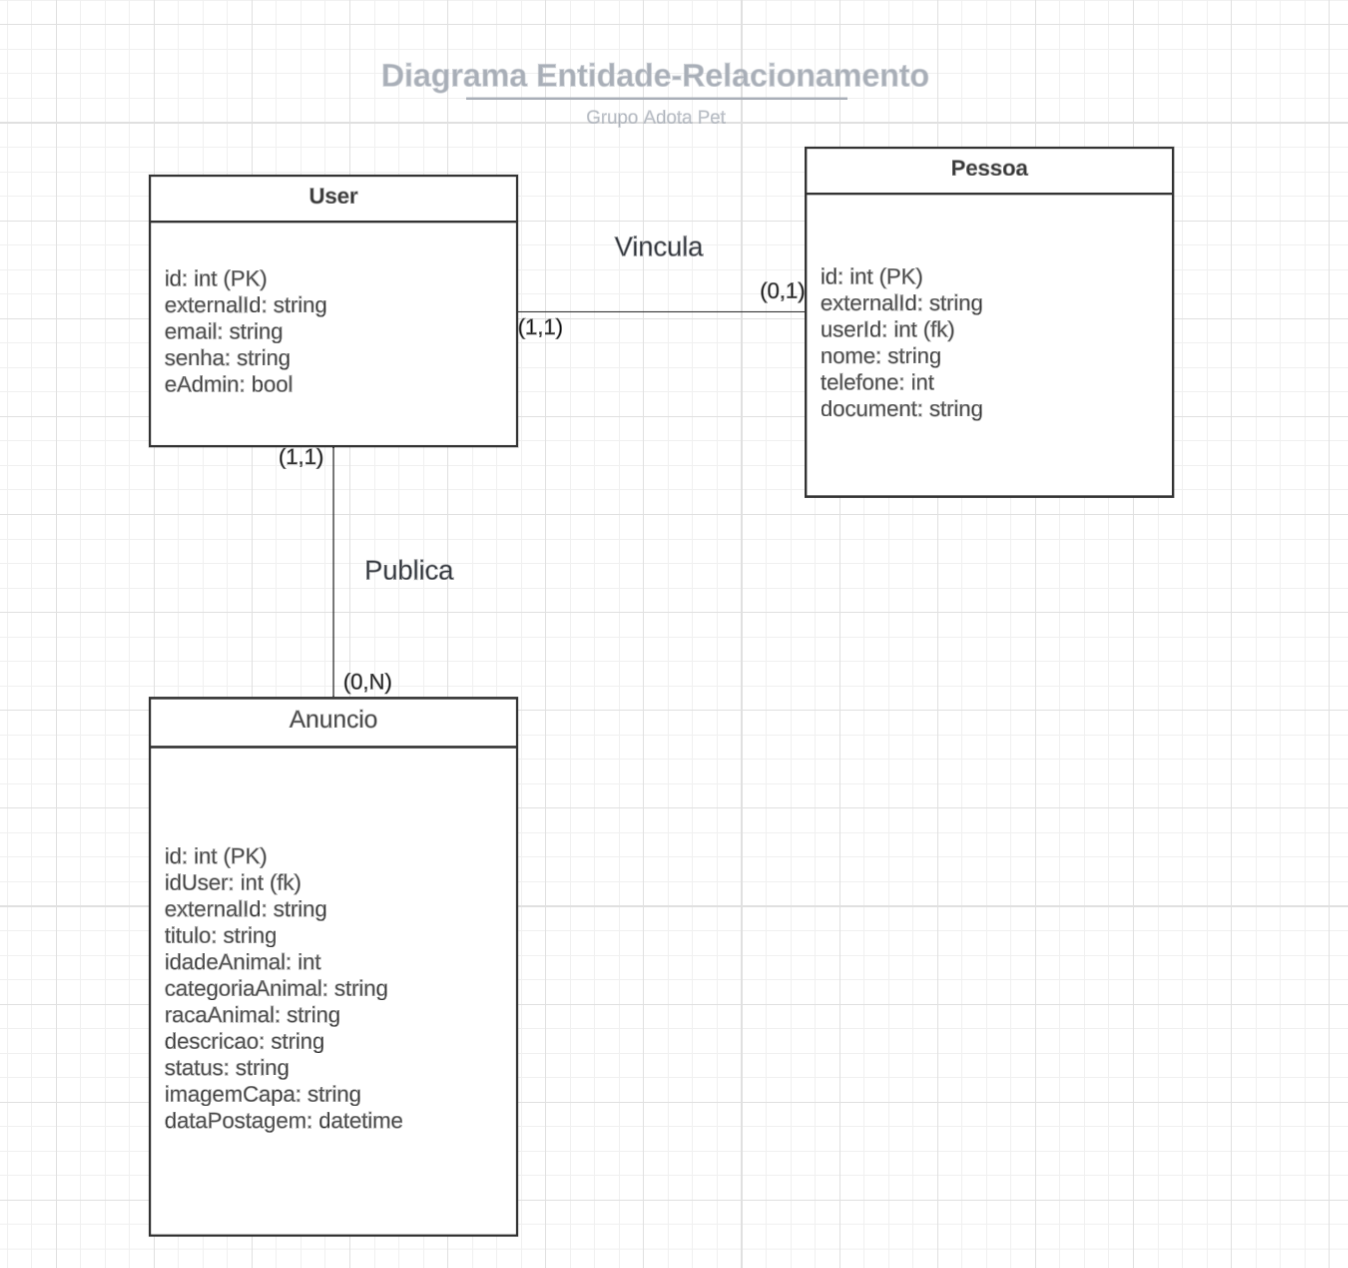 Diagrama Entidade-Relacionamento
Grupo Adota Pet
User
id: int (PK)
externalId: string
email: string
senha: string
eAdmin: bool
Vincula
(1,1)
(0,1)
Pessoa
id: int (PK)
externalId: string
userId: int (fk)
nome: string
telefone: int
document: string
(1,1)
Publica
(0,N)
Anuncio
id: int (PK)
idUser: int (fk)
externalId: string
titulo: string
idadeAnimal: int
categoriaAnimal: string
racaAnimal: string
descricao: string
status: string
imagemCapa: string
dataPostagem: datetime